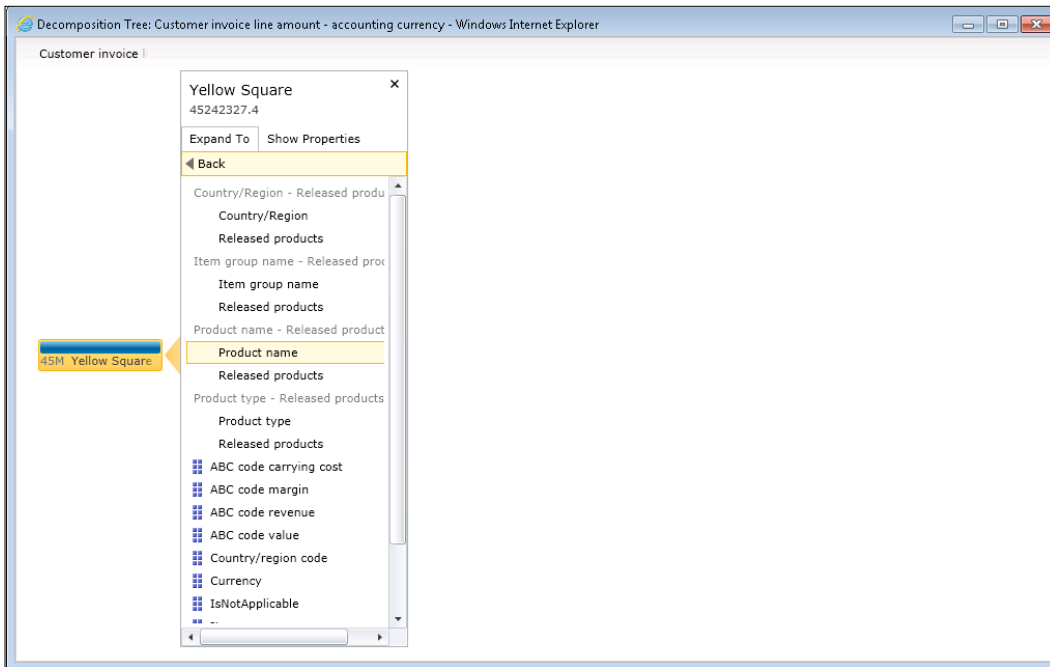 Decomposition Tree: Customer invoice line amount - accounting currency - Windows Internet Explorer
Customer invoice
Yellow Square
45242327.4
Expand To Show Properties
Back
Country/Region - Released produ
Country/Region
Released products
Item group name - Released pro
Item group name
Released products
Product name - Released product
45M Yellow Square
Product name
Released products
Product type - Released products
Product type
Released products
ABC code carrying cost
ABC code margin
ABC code revenue
ABC code value
Country/region code
Currency
IsNotApplicable